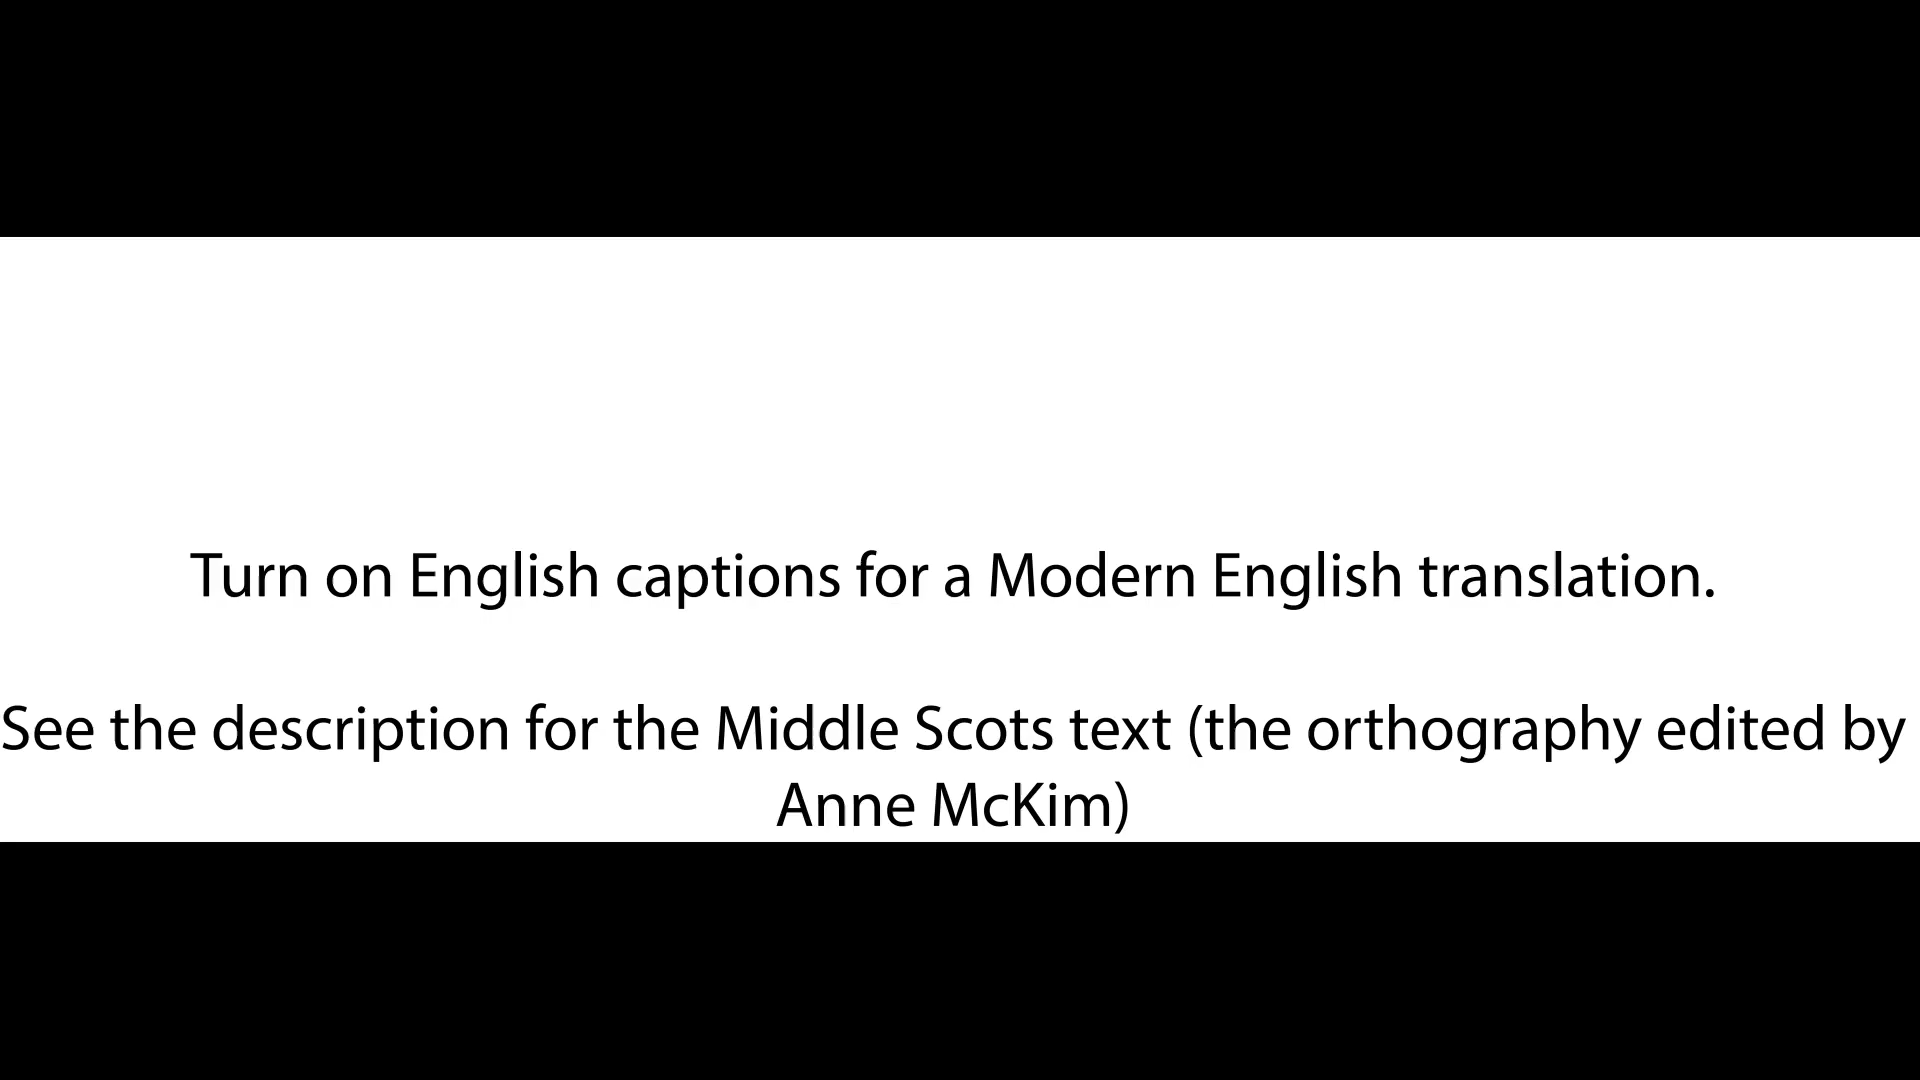 Turn on English captions for a Modern English translation.
See the description for the Middle Scots text (the orthography edited by
Anne McKim)